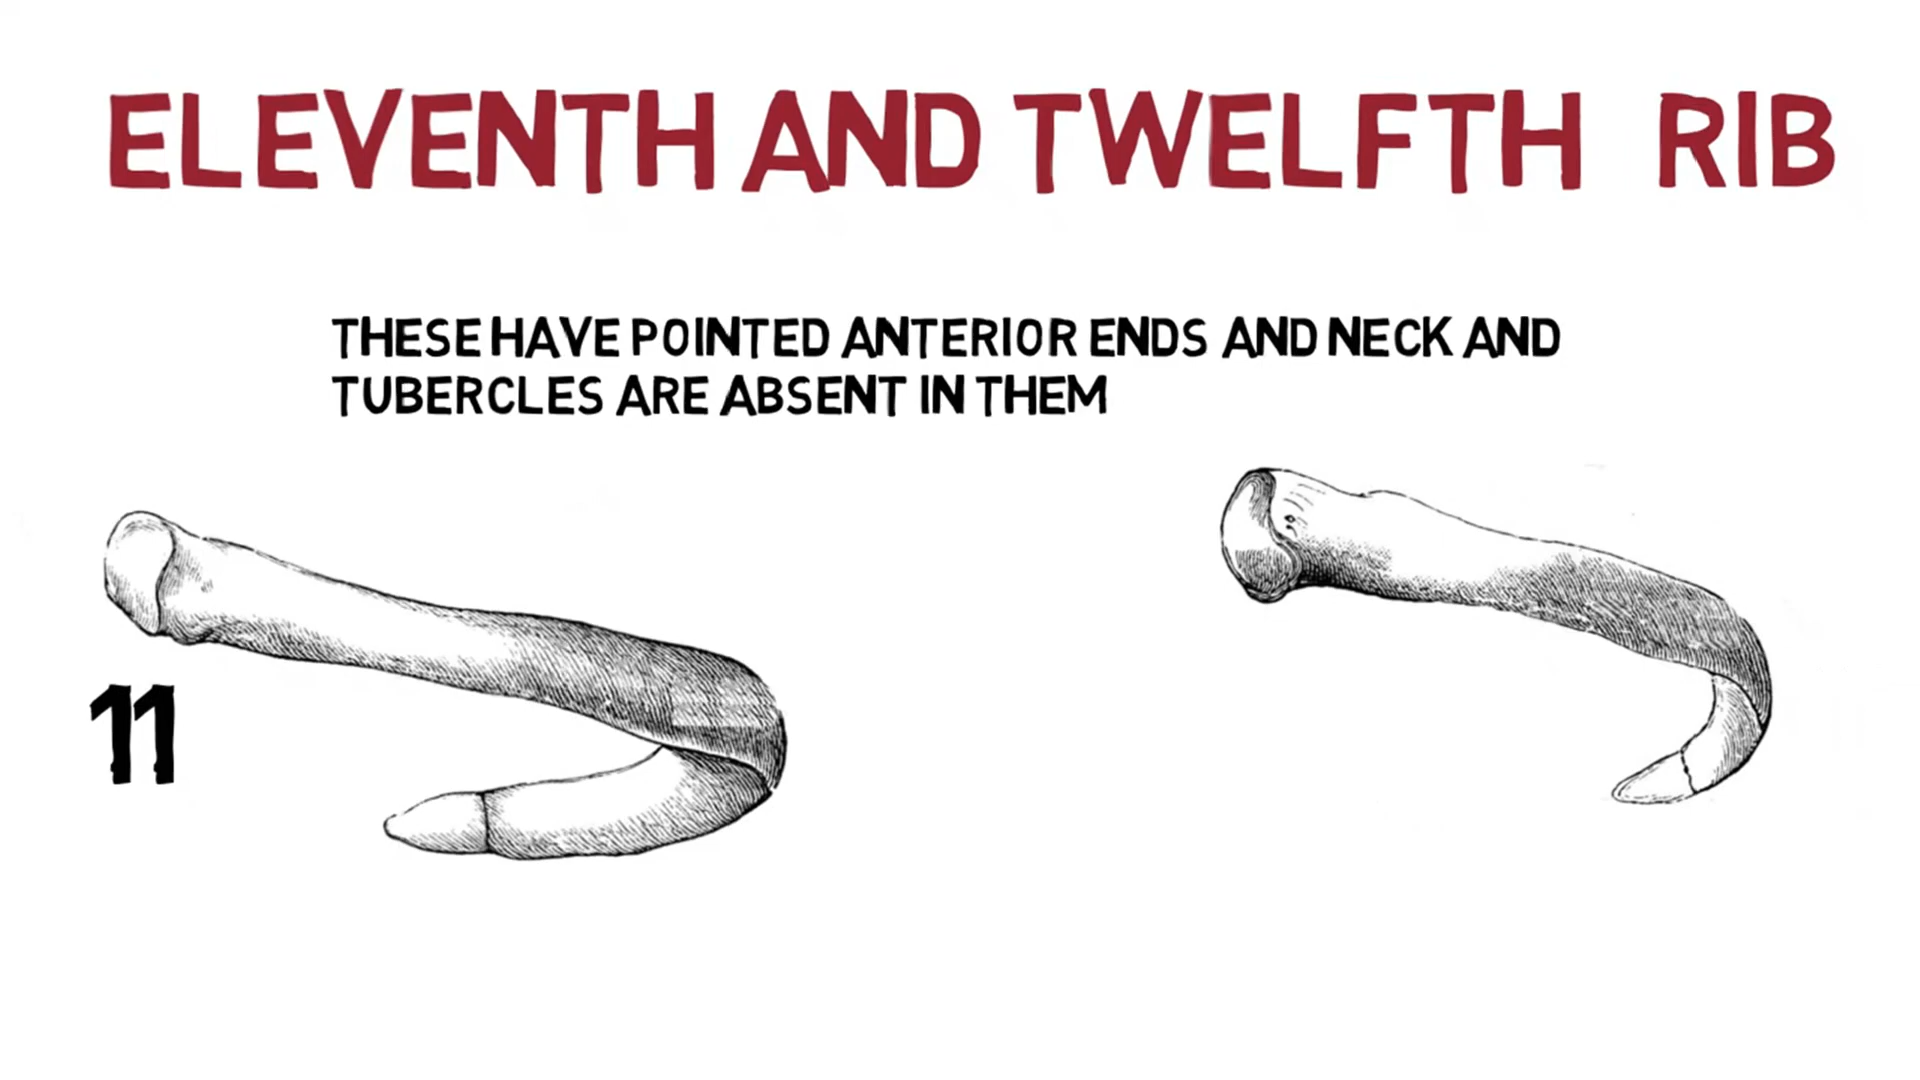 ELEVENTH AND TWELFTH RIB
THESE HAVE POINTED ANTERIOR ENDS AND NECK AND
TUBERCLES ARE ABSENT IN THEM
11